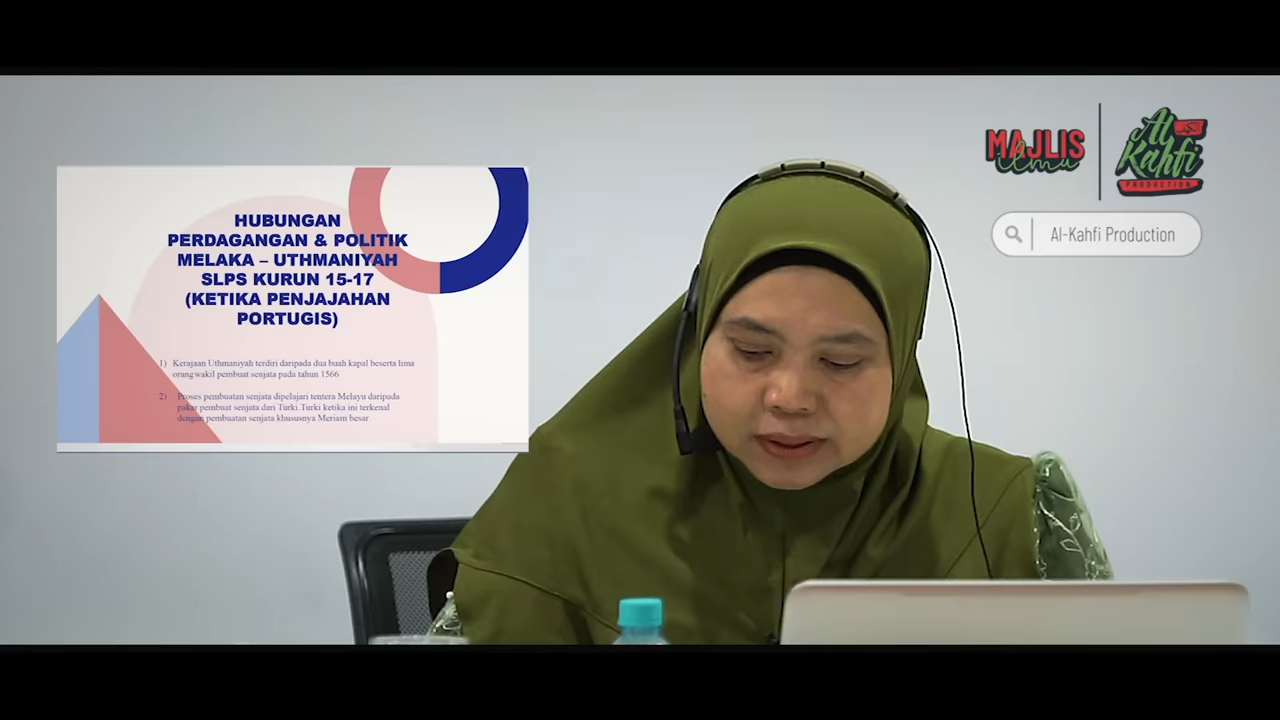 MAJLIS
ilmu
Al
Kahfi
PRODUCTION
Al-Kahfi Production
HUBUNGAN
PERDAGANGAN & POLITIK
MELAKA – UTHMANIYAH
SLPS KURUN 15-17
(KETIKA PENJAJAHAN
PORTUGIS)
1) Kerajaan Uthmaniyah terdiri daripada dua buah kapal beserta lima
orang wakil pembuat senjata pada tahun 1566
2) Proses pembuatan senjata dipelajari tentera Melayu daripada
pakar pembuat senjata dari Turki.Turki ketika ini terkenal
dengan pembuatan senjata khususnya Meriam besar